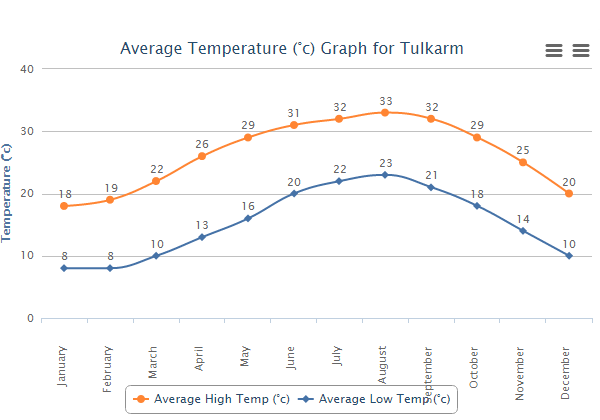 Average Temperature (˚c) Graph for Tulkarm
Temperature (˚c)
40
30
20
10
0
18
19
22
26
29
31
32
33
32
29
25
20
8
8
10
13
16
20
22
23
21
18
14
10
January
February
March
April
May
June
July
August
September
October
November
December
Average High Temp (˚c)
Average Low Temp (˚c)